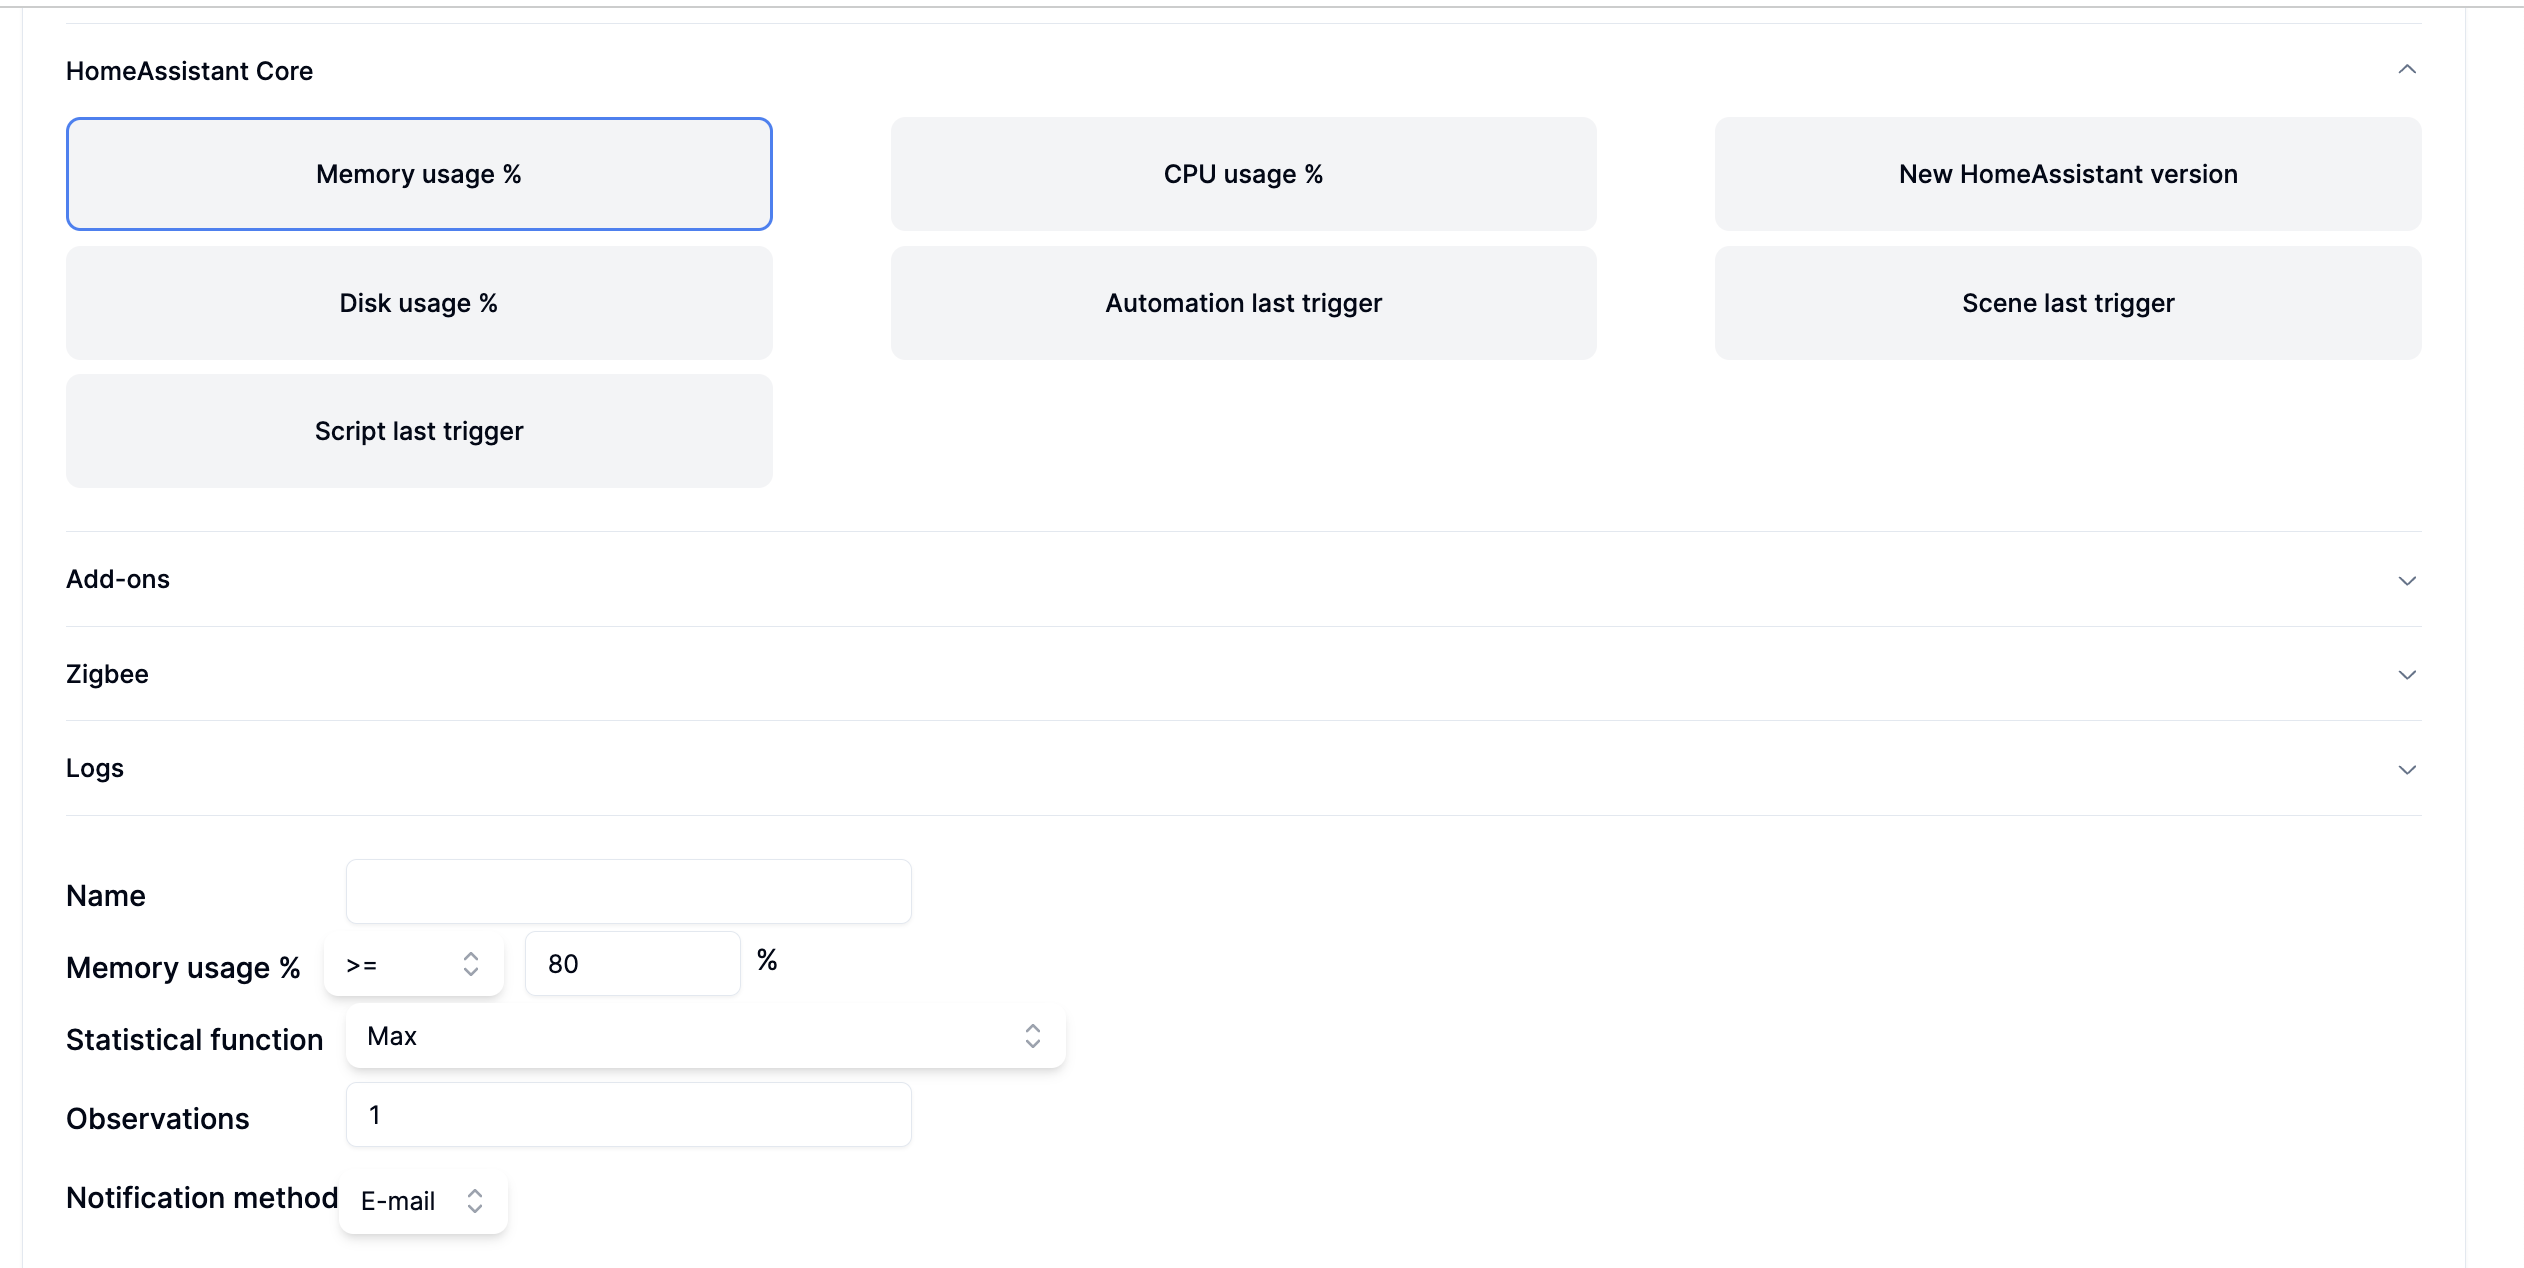 HomeAssistant Core
Memory usage %
CPU usage %
New HomeAssistant version
Disk usage %
Automation last trigger
Scene last trigger
Script last trigger
Add-ons
Zigbee
Logs
Name
Memory usage % >= 80 %
Statistical function Max
Observations 1
Notification method E-mail